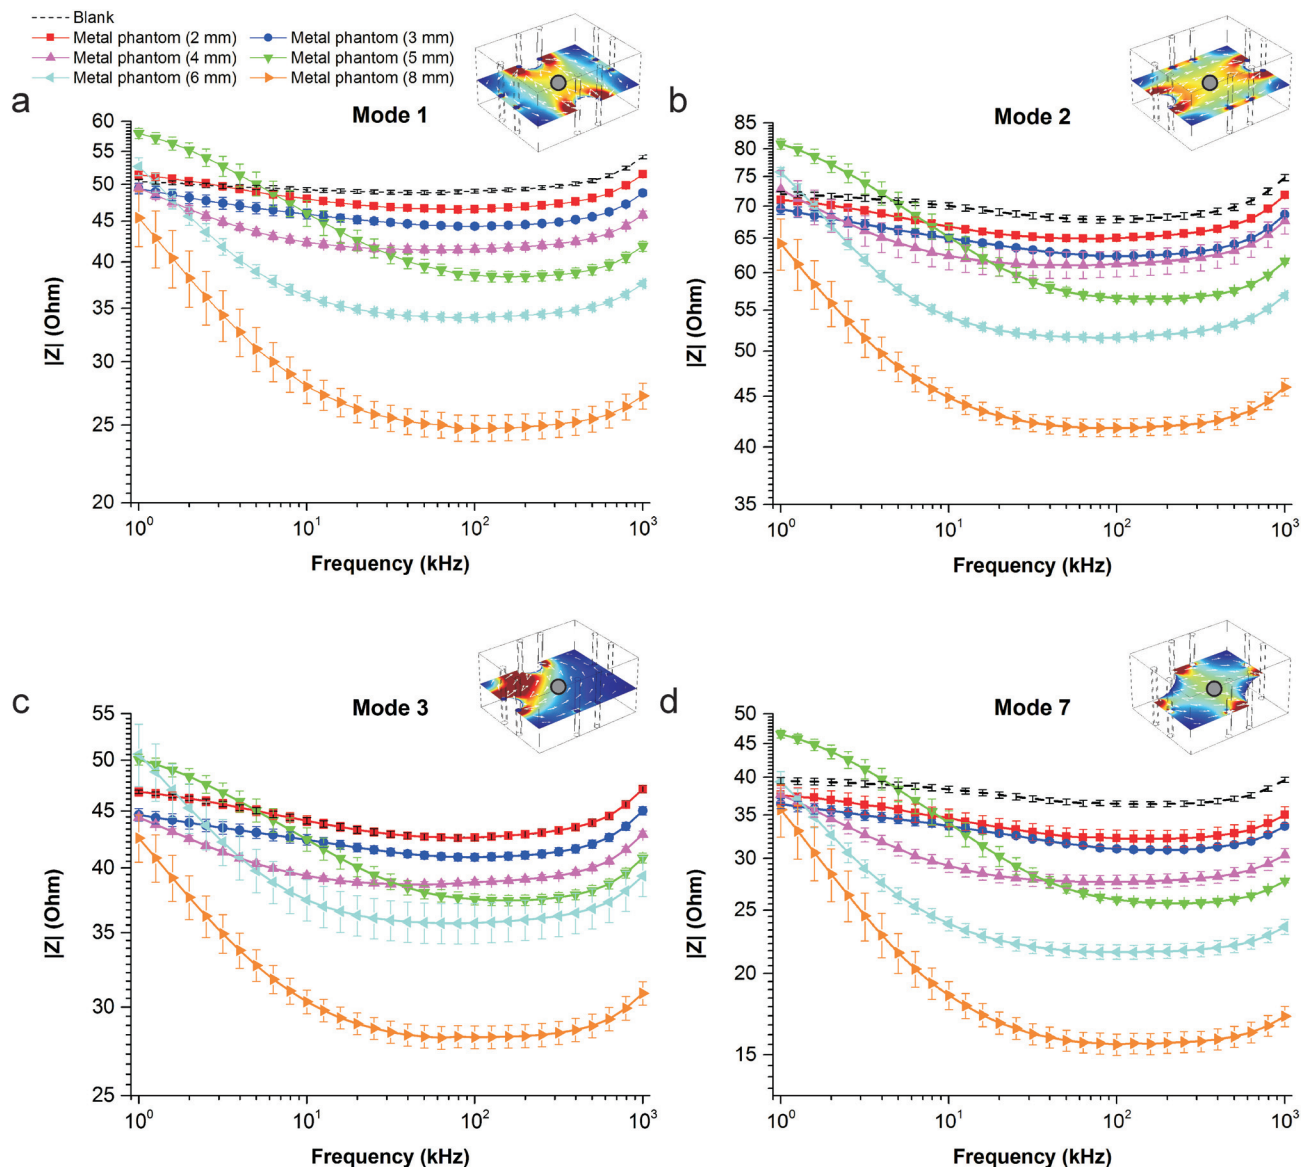 Blank
Metal phantom (2 mm) Metal phantom (3 mm)
Metal phantom (4 mm) Metal phantom (5 mm)
Metal phantom (6 mm) Metal phantom (8 mm)
a
Mode 1
60
55
50
45
40
35
30
25
20
|Z| (Ohm)
10⁰ 10¹ 10² 10³
Frequency (kHz)
b
Mode 2
85
80
75
70
65
60
55
50
45
40
35
|Z| (Ohm)
10⁰ 10¹ 10² 10³
Frequency (kHz)
c
Mode 3
55
50
45
40
35
30
25
|Z| (Ohm)
10⁰ 10¹ 10² 10³
Frequency (kHz)
d
Mode 7
50
45
40
35
30
25
20
15
|Z| (Ohm)
10⁰ 10¹ 10² 10³
Frequency (kHz)